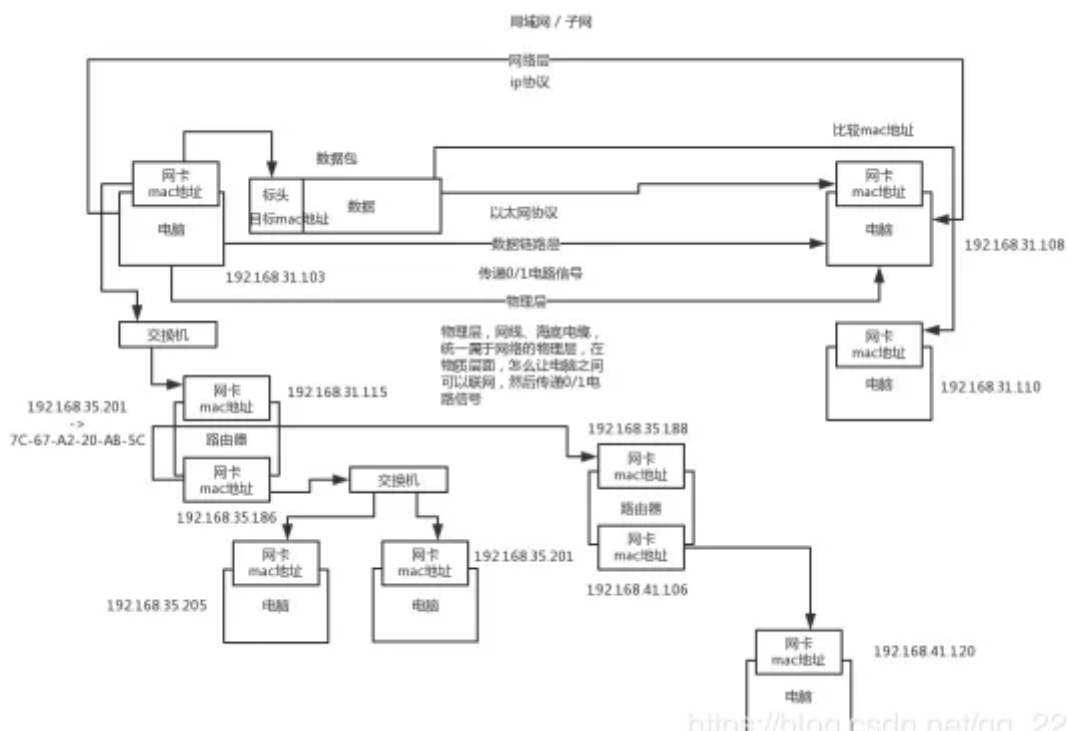 局域网 / 子网
网络层
ip协议
比较mac地址
数据包
网卡
mac地址
电脑
192.168.31.103
标头
目标mac地址
数据
以太网协议
数据链路层
传递0/1电路信号
物理层
网卡
mac地址
电脑
192.168.31.108
交换机
物理层，网线、海底电缆，
统一属于网络的物理层，在
物质层面，怎么让电脑之间
可以联网，然后传递0/1电
路信号
网卡
mac地址
电脑
192.168.31.110
192.168.35.201
->
7C-67-A2-20-AB-5C
网卡
mac地址
192.168.31.115
路由器
网卡
mac地址
192.168.35.186
交换机
192.168.35.188
网卡
mac地址
路由器
网卡
mac地址
192.168.41.106
网卡
mac地址
电脑
192.168.35.205
网卡
mac地址
电脑
192.168.35.201
网卡
mac地址
电脑
192.168.41.120
https://blog.csdn.net/qq_22